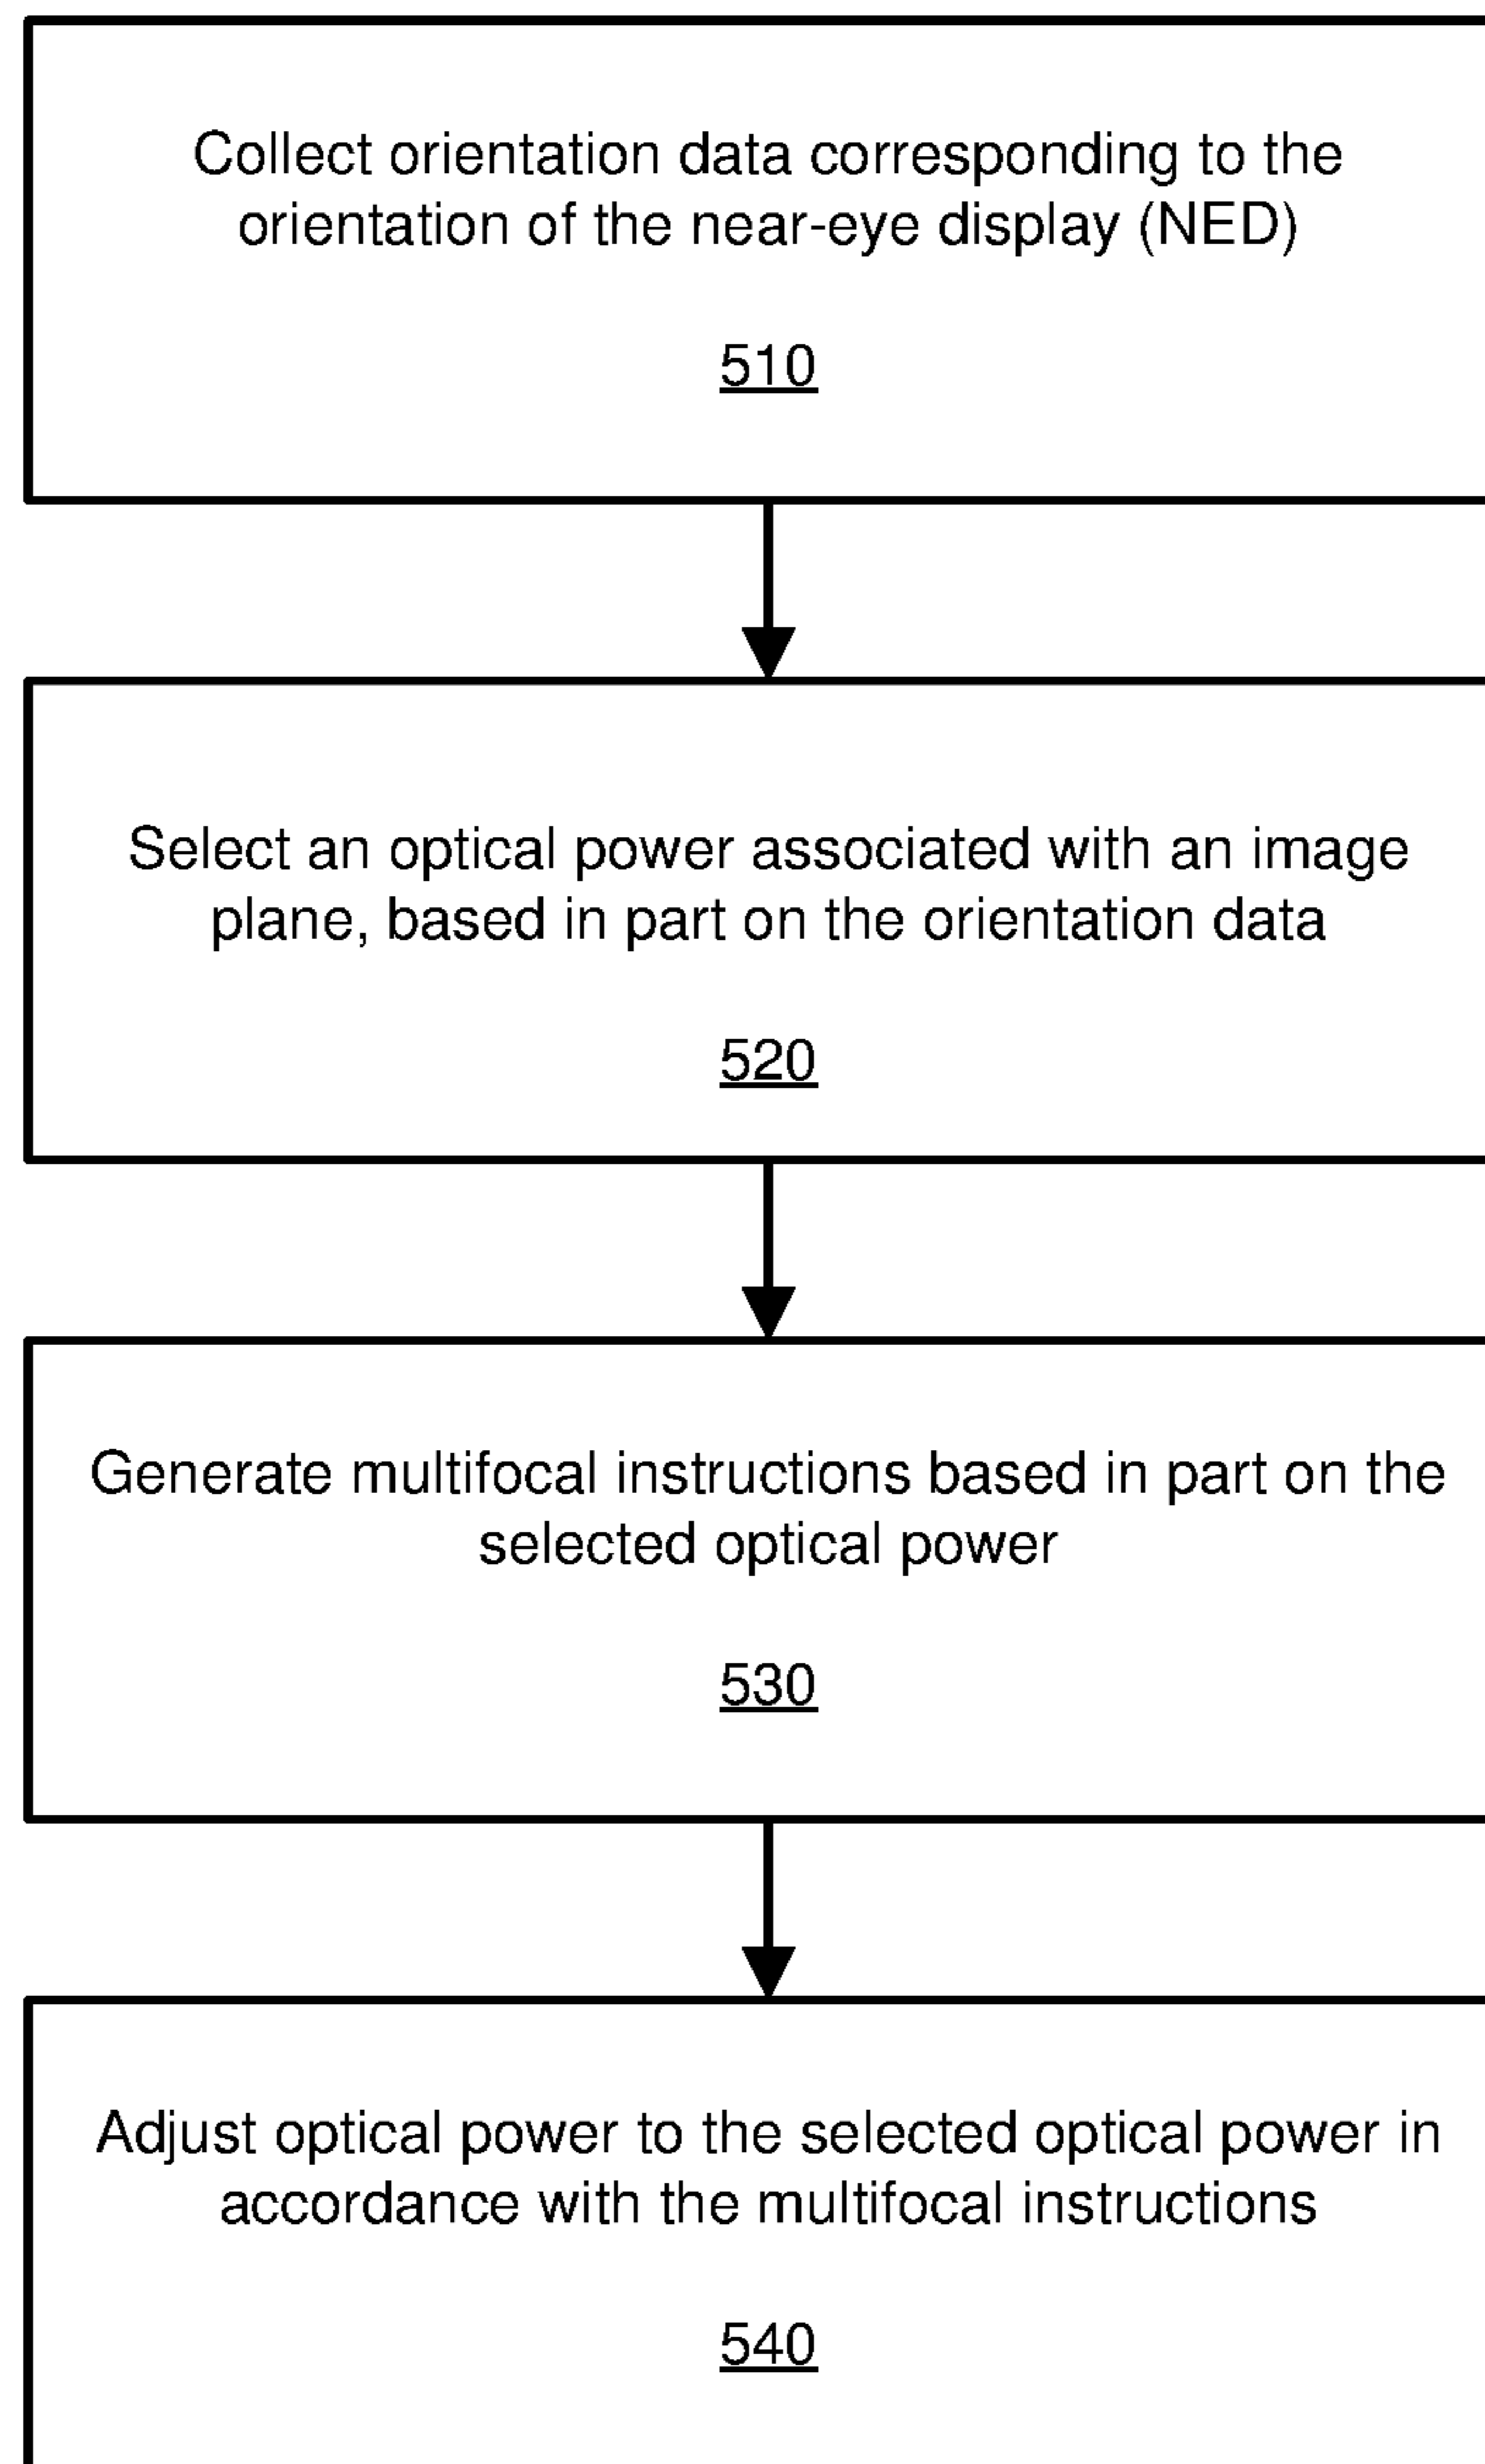 Collect orientation data corresponding to the
orientation of the near-eye display (NED)
510
Select an optical power associated with an image
plane, based in part on the orientation data
520
Generate multifocal instructions based in part on the
selected optical power
530
Adjust optical power to the selected optical power in
accordance with the multifocal instructions
540